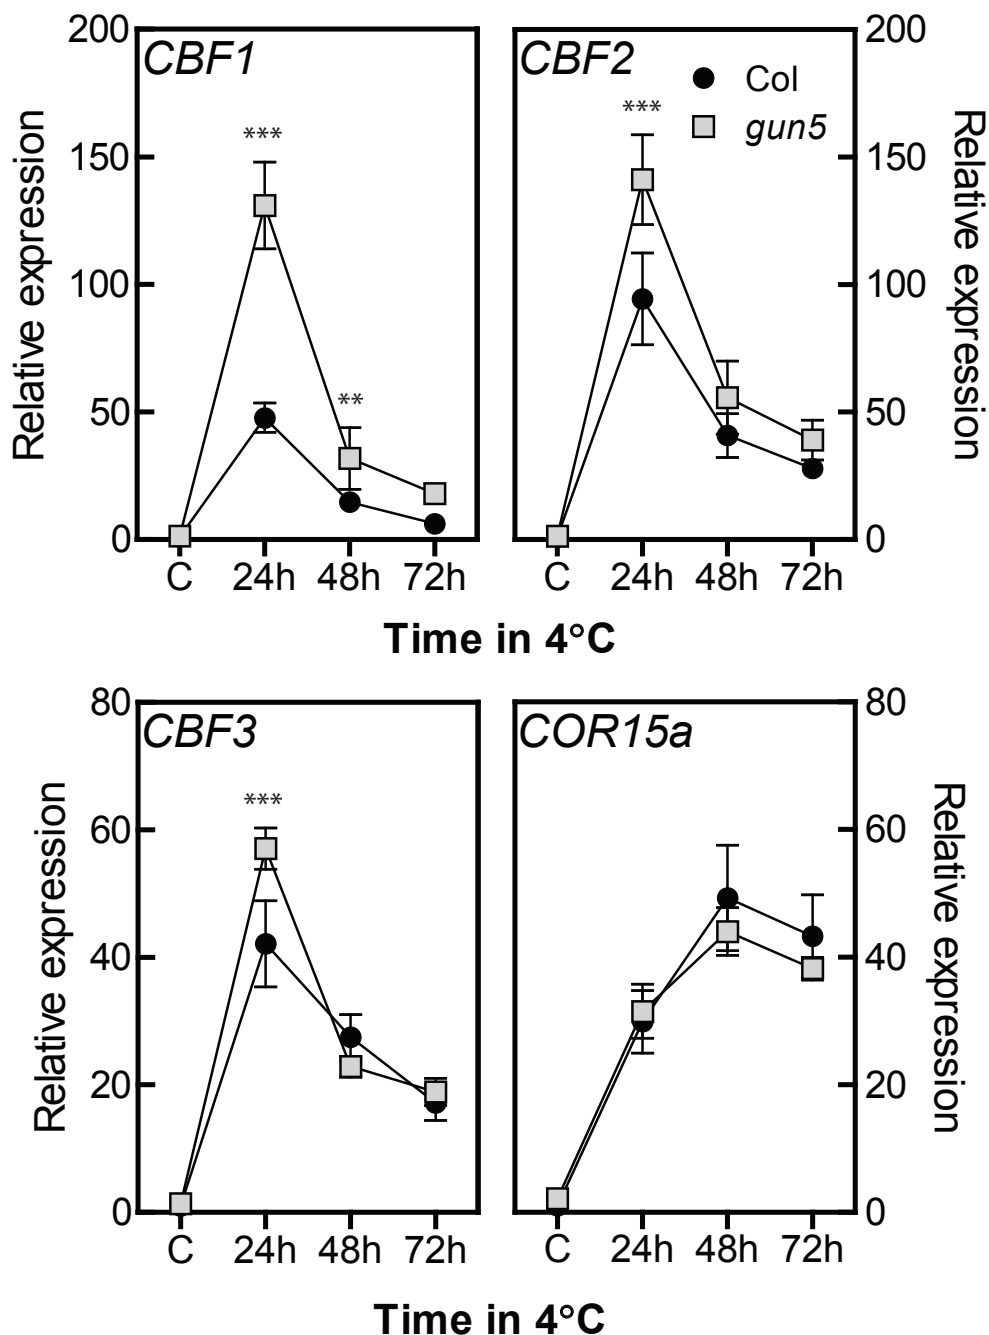 CBF1
CBF2
Col
gun5
***
**
***
200
150
100
50
0
200
150
100
50
0
Relative expression
Relative expression
C 24h 48h 72h
C 24h 48h 72h
Time in 4°C
CBF3
COR15a
***
80
60
40
20
0
80
60
40
20
0
Relative expression
Relative expression
C 24h 48h 72h
C 24h 48h 72h
Time in 4°C